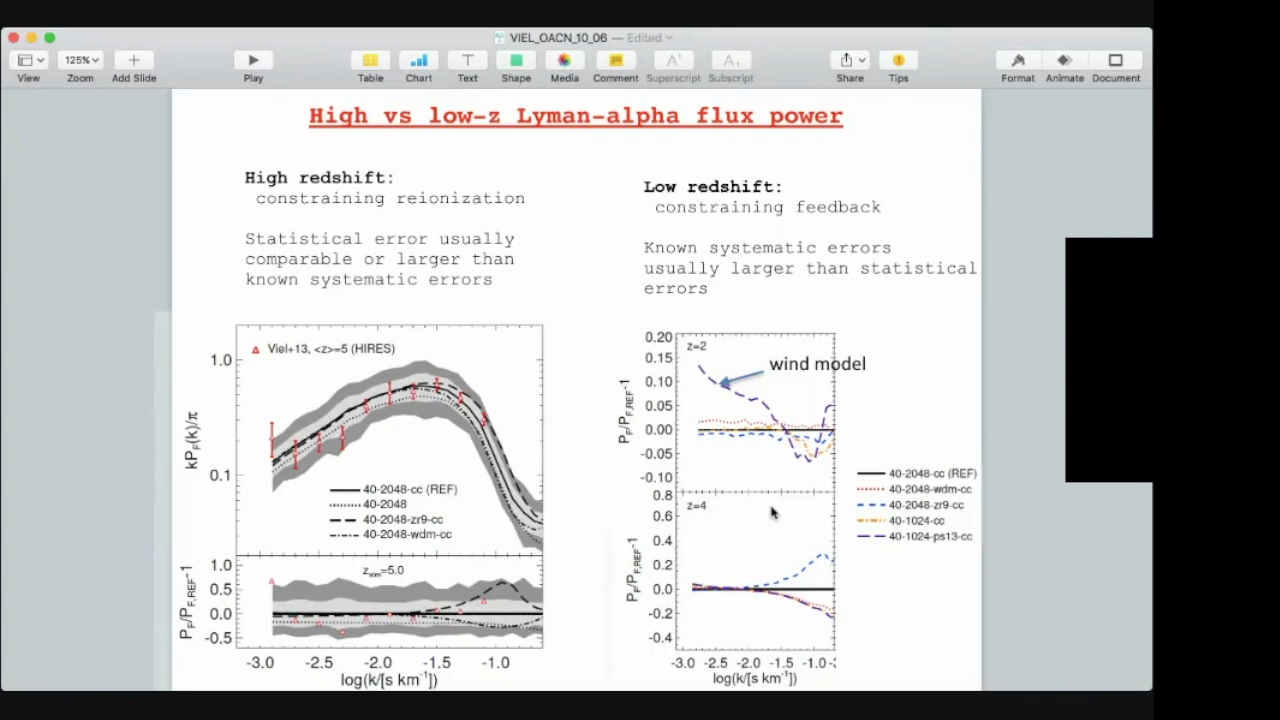 VIEL_OACN_10_06 — Edited
125%
View
Zoom
Add Slide
Play
Table
Chart
Text
Shape
Media
Comment
Superscript
Subscript
Share
Tips
Format
Animate
Document
High vs low-z Lyman-alpha flux power
High redshift:
constraining reionization
Statistical error usually
comparable or larger than
known systematic errors
Low redshift:
constraining feedback
Known systematic errors
usually larger than statistical
errors
Viel+13, <z>=5 (HIRES)
1.0
0.1
kP_F(k)/π
40-2048-cc (REF)
40-2048
40-2048-zr9-cc
40-2048-wdm-cc
z_sim=5.0
1.0
0.5
0.0
-0.5
P_F/P_F,REF-1
-3.0 -2.5 -2.0 -1.5 -1.0
log(k/[s km⁻¹])
z=2
wind model
0.20
0.15
0.10
0.05
0.00
-0.05
-0.10
P_F/P_F,REF-1
z=4
0.8
0.6
0.4
0.2
0.0
-0.2
-0.4
P_F/P_F,REF-1
-3.0 -2.5 -2.0 -1.5 -1.0
log(k/[s km⁻¹])
40-2048-cc (REF)
40-2048-wdm-cc
40-2048-zr9-cc
40-1024-cc
40-1024-ps13-cc